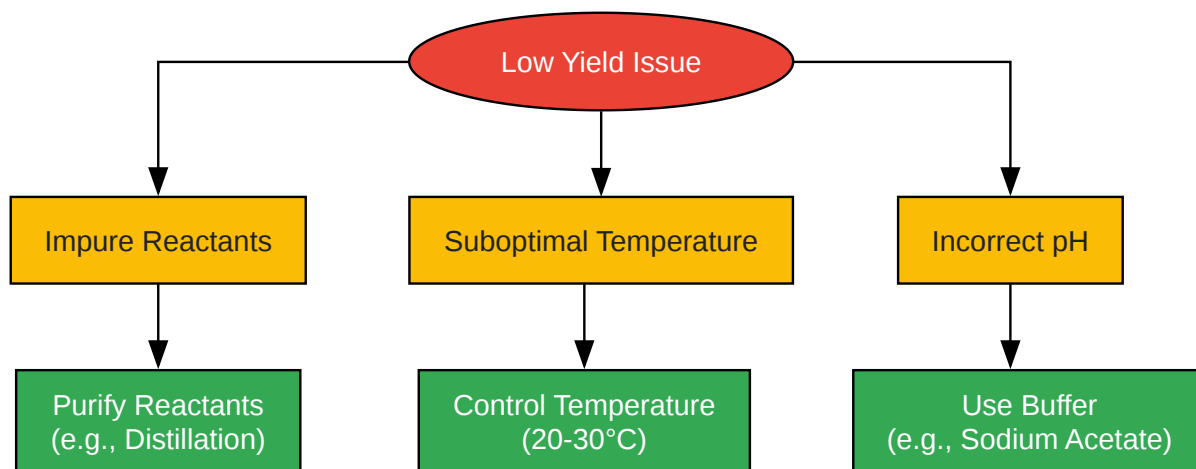 Low Yield Issue
Impure Reactants
Suboptimal Temperature
Incorrect pH
Purify Reactants
(e.g., Distillation)
Control Temperature
(20-30°C)
Use Buffer
(e.g., Sodium Acetate)